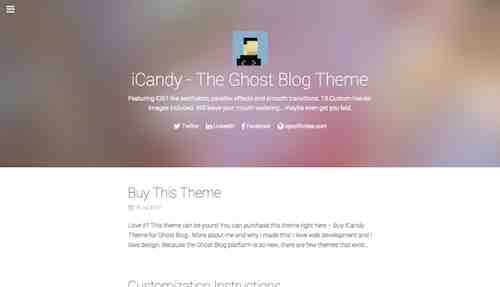 iCandy - The Ghost Blog Theme
Featuring iOS7 like aesthetics, parallax effects and smooth transitions. 15 Custom header
images included. Will leave your mouth watering... maybe even get you laid.
Twitter LinkedIn Facebook
Buy This Theme
Love it? This theme can be yours! You can purchase this theme right here – Buy iCandy
Theme for Ghost Blog . More about me and why I made this! I love web development and I
love design. Because the Ghost Blog platform is so new, there are few themes that exist...
Customization Instructions